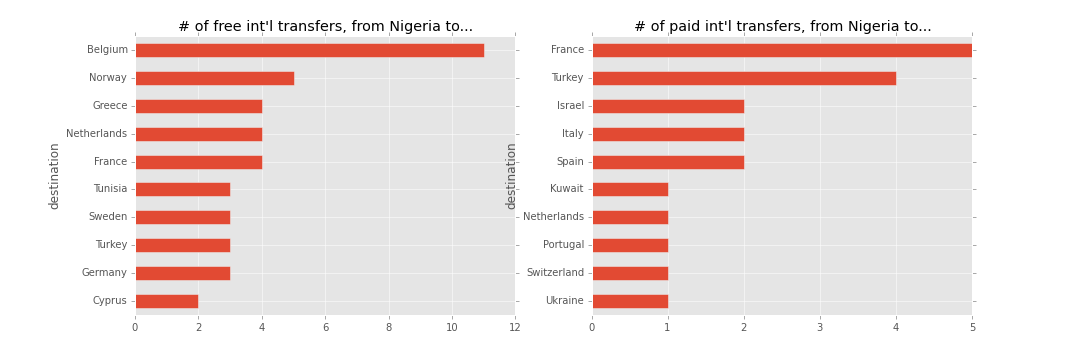 # of free int'l transfers, from Nigeria to...
destination
Belgium
Norway
Greece
Netherlands
France
Tunisia
Sweden
Turkey
Germany
Cyprus
0 2 4 6 8 10 12
# of paid int'l transfers, from Nigeria to...
destination
France
Turkey
Israel
Italy
Spain
Kuwait
Netherlands
Portugal
Switzerland
Ukraine
0 1 2 3 4 5